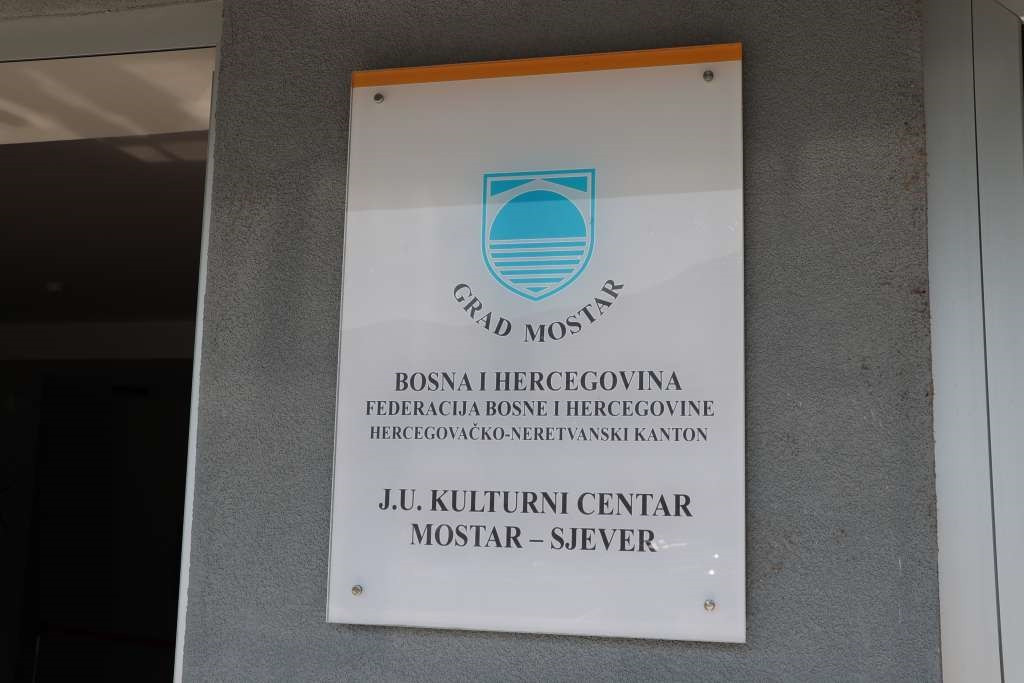 GRAD MOSTAR
BOSNA I HERCEGOVINA
FEDERACIJA BOSNE I HERCEGOVINE
HERCEGOVAČKO-NERETVANSKI KANTON
J.U. KULTURNI CENTAR
MOSTAR – SJEVER